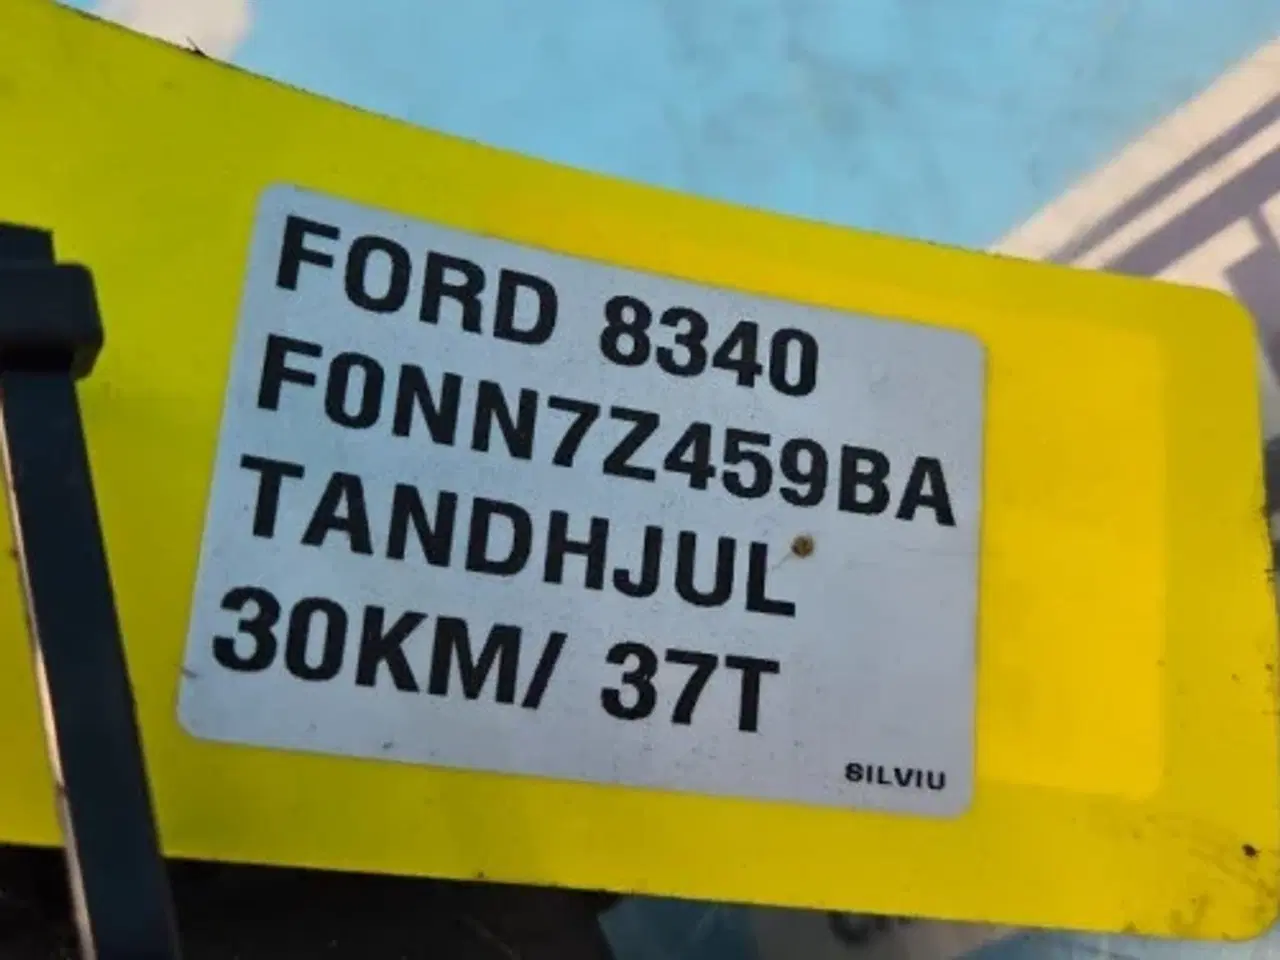 FORD 8340
F0NN7Z459BA
TANDHJUL
30KM/ 37T
SILVIU